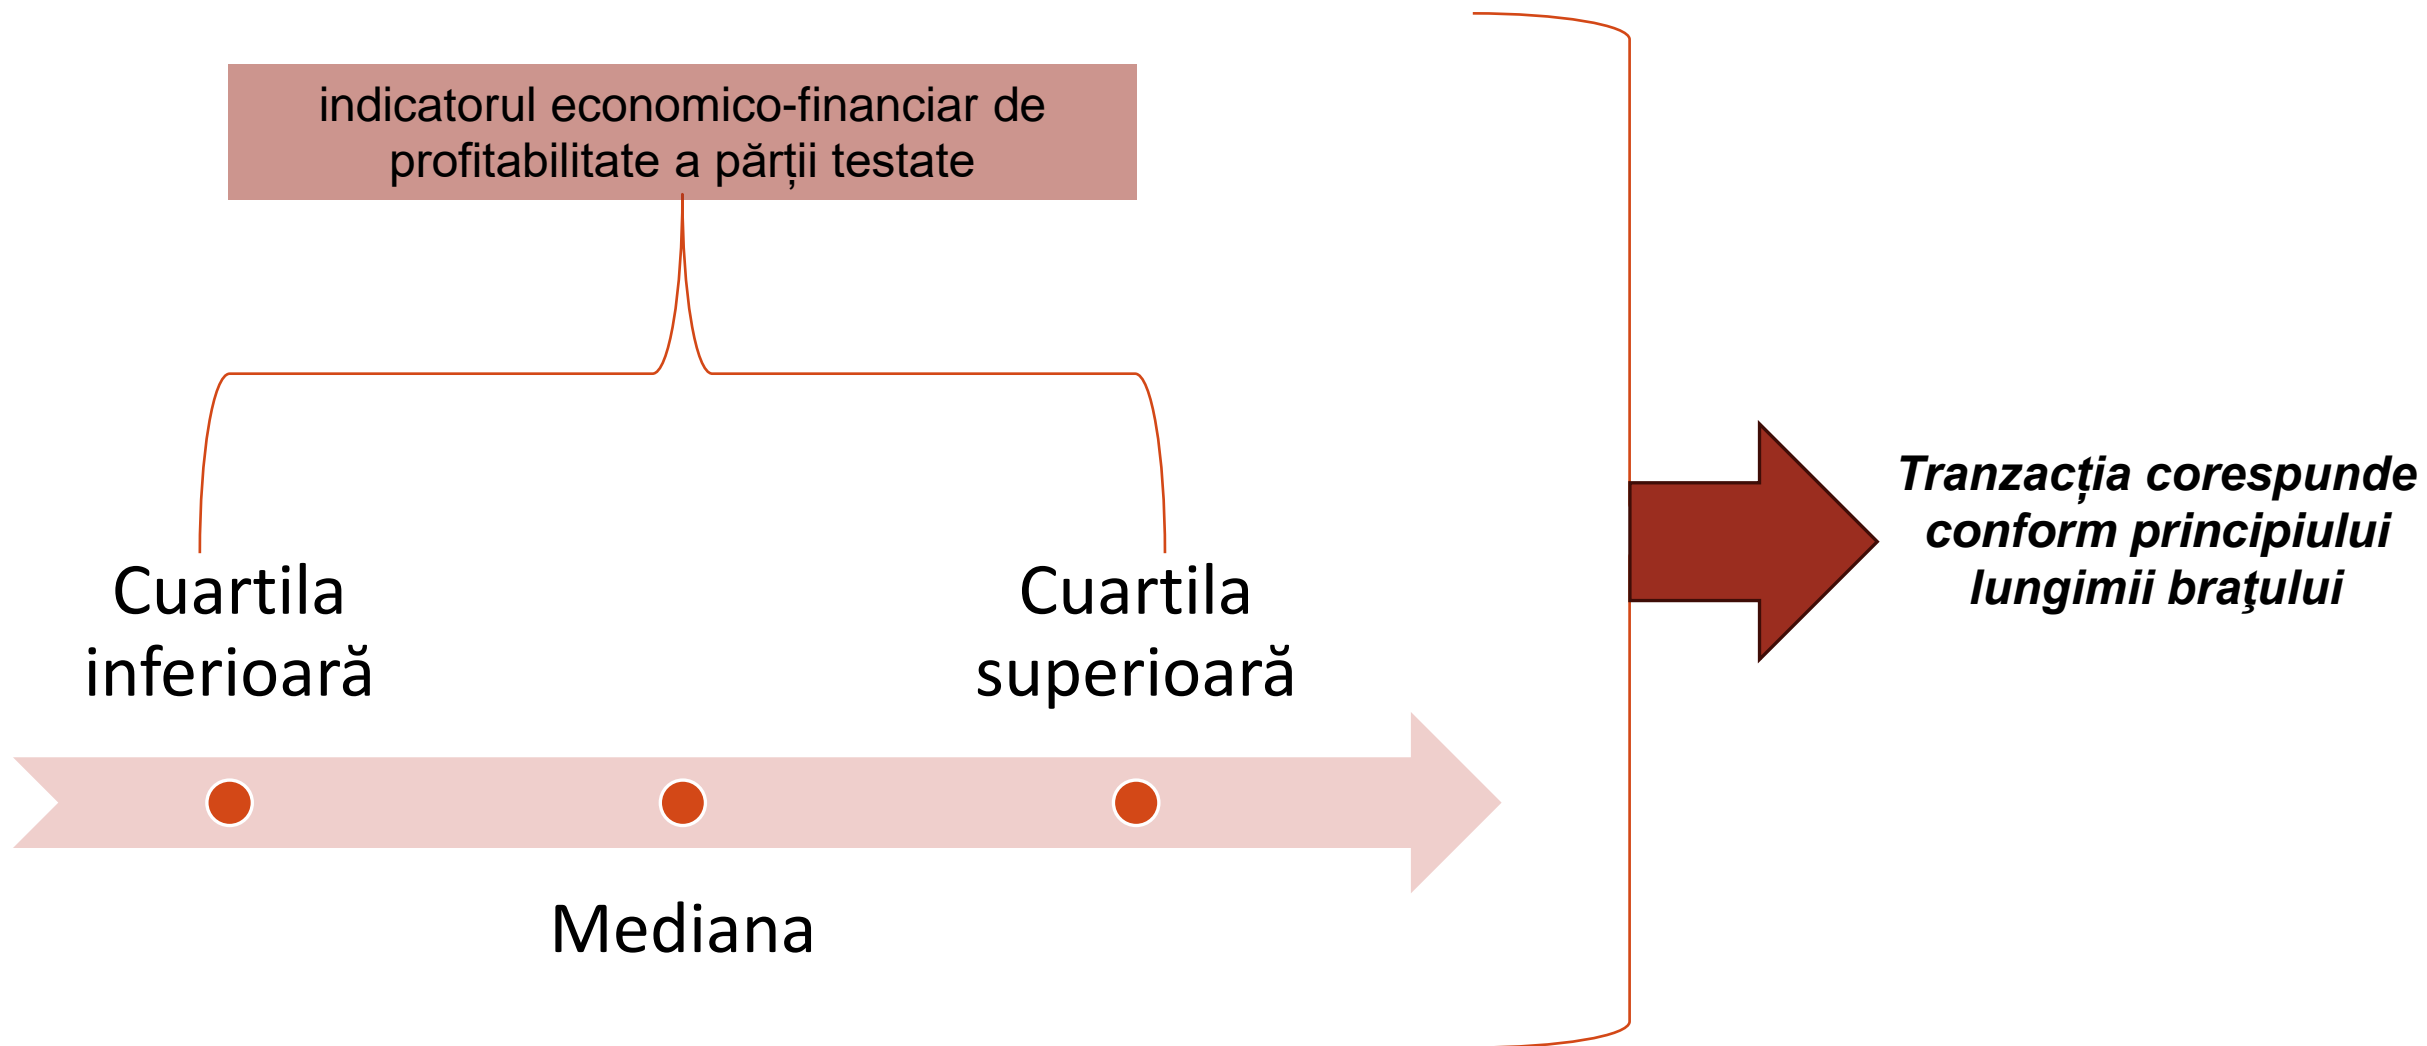 indicatorul economico-financiar de
profitabilitate a părții testate
Cuartila
inferioară
Cuartila
superioară
Mediana
Tranzacția corespunde
conform principiului
lungimii braţului